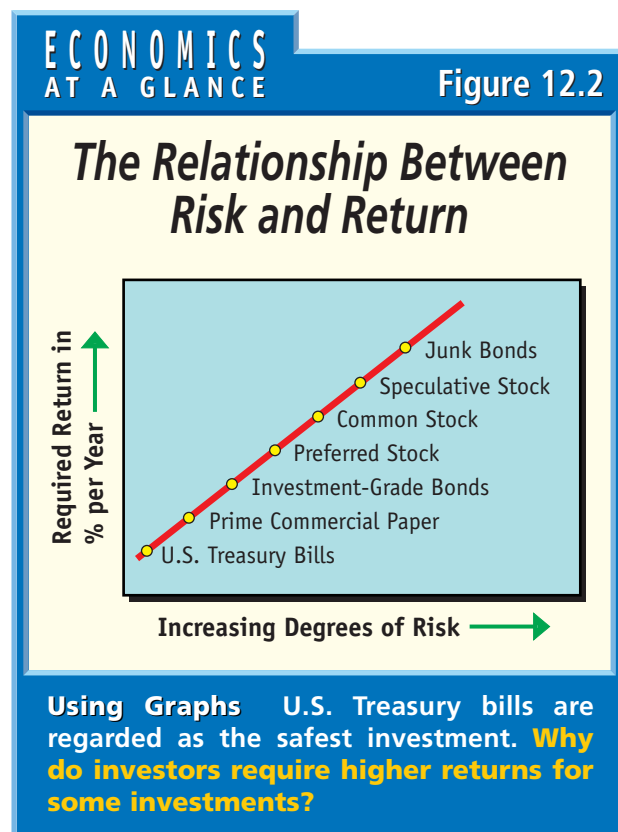 ECONOMICS
AT A GLANCE
Figure 12.2
The Relationship Between
Risk and Return
Required Return in
% per Year
Junk Bonds
Speculative Stock
Common Stock
Preferred Stock
Investment-Grade Bonds
Prime Commercial Paper
U.S. Treasury Bills
Increasing Degrees of Risk
Using Graphs U.S. Treasury bills are
regarded as the safest investment. Why
do investors require higher returns for
some investments?